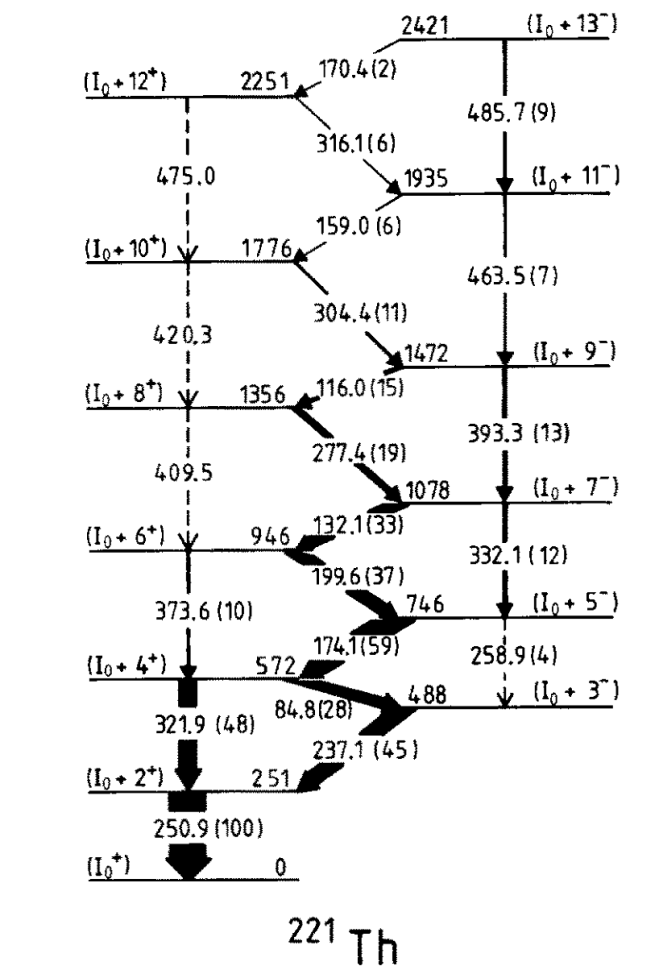 2421 (I₀ + 13⁻)
170.4(2)
(I₀ + 12⁺) 2251
485.7(9)
316.1(6)
475.0
1935 (I₀ + 11⁻)
159.0 (6)
(I₀ + 10⁺) 1776
463.5(7)
304.4(11)
420.3
1472 (I₀ + 9⁻)
116.0 (15)
(I₀ + 8⁺) 1356
393.3 (13)
277.4(19)
409.5
1078 (I₀ + 7⁻)
132.1(33)
(I₀ + 6⁺) 946
332.1 (12)
199.6(37)
373.6 (10)
746 (I₀ + 5⁻)
174.1(59)
(I₀ + 4⁺) 572
258.9(4)
488 (I₀ + 3⁻)
84.8(28)
321.9 (48)
237.1 (45)
(I₀ + 2⁺) 251
250.9(100)
(I₀⁺) 0
²²¹Th